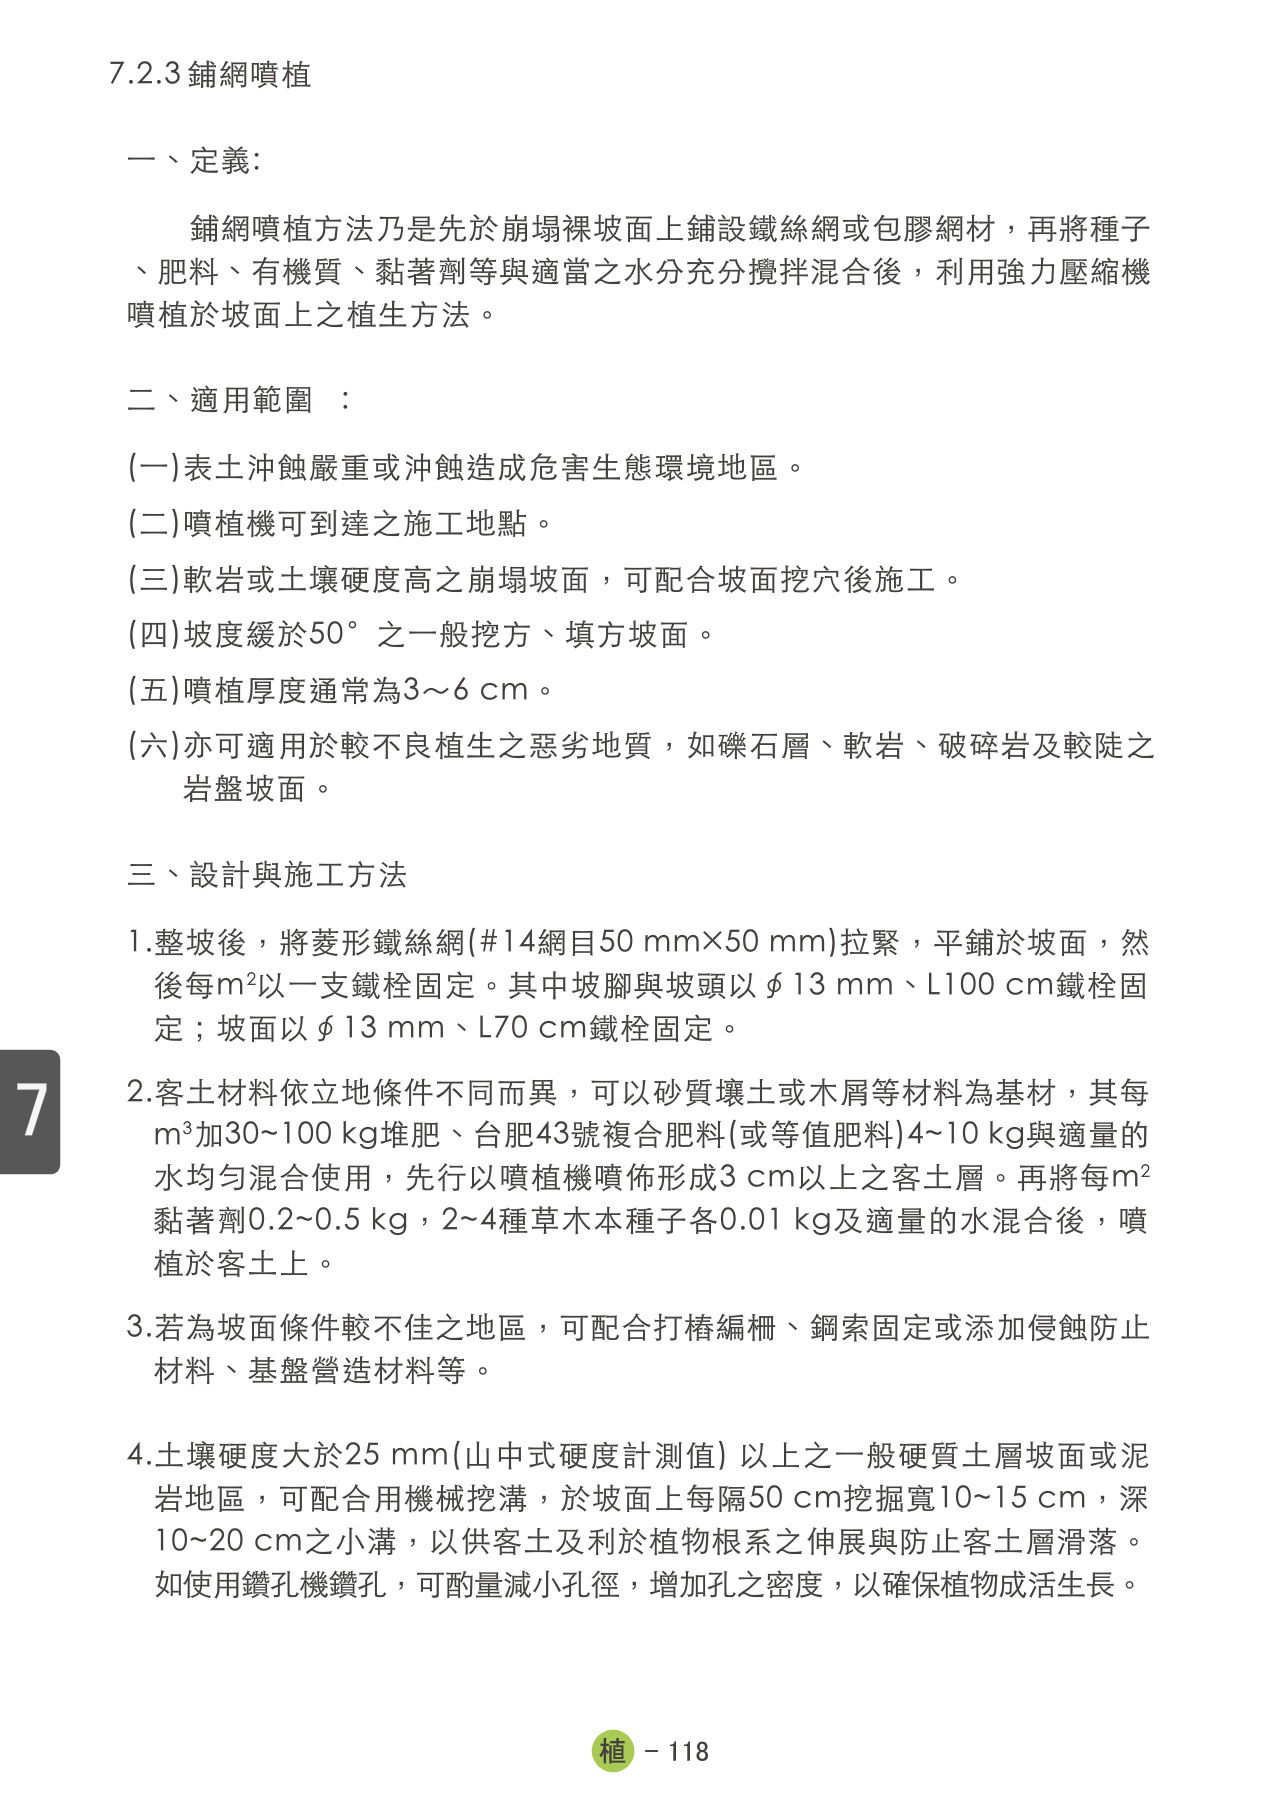 7.2.3鋪網噴植
一、定義:
鋪網噴植方法乃是先於崩塌裸坡面上鋪設鐵絲網或包膠網材，再將種子
、肥料、有機質、黏著劑等與適當之水分充分攪拌混合後，利用強力壓縮機
噴植於坡面上之植生方法。
二、適用範圍 ：
(一)表土沖蝕嚴重或沖蝕造成危害生態環境地區。
(二)噴植機可到達之施工地點。
(三)軟岩或土壤硬度高之崩塌坡面，可配合坡面挖穴後施工。
(四)坡度緩於50°之一般挖方、填方坡面。
(五)噴植厚度通常為3～6 cm。
(六)亦可適用於較不良植生之惡劣地質，如礫石層、軟岩、破碎岩及較陡之
岩盤坡面。
三、設計與施工方法
1.整坡後，將菱形鐵絲網(#14網目50 mm×50 mm)拉緊，平鋪於坡面，然
後每m²以一支鐵栓固定。其中坡腳與坡頭以∮13 mm、L100 cm鐵栓固
定；坡面以∮13 mm、L70 cm鐵栓固定。
2.客土材料依立地條件不同而異，可以砂質壤土或木屑等材料為基材，其每
m³加30~100 kg堆肥、台肥43號複合肥料(或等值肥料)4~10 kg與適量的
水均勻混合使用，先行以噴植機噴佈形成3 cm以上之客土層。再將每m²
黏著劑0.2~0.5 kg，2~4種草木本種子各0.01 kg及適量的水混合後，噴
植於客土上。
3.若為坡面條件較不佳之地區，可配合打樁編柵、鋼索固定或添加侵蝕防止
材料、基盤營造材料等。
4.土壤硬度大於25 mm(山中式硬度計測值) 以上之一般硬質土層坡面或泥
岩地區，可配合用機械挖溝，於坡面上每隔50 cm挖掘寬10~15 cm，深
10~20 cm之小溝，以供客土及利於植物根系之伸展與防止客土層滑落。
如使用鑽孔機鑽孔，可酌量減小孔徑，增加孔之密度，以確保植物成活生長。
7
植 － 118